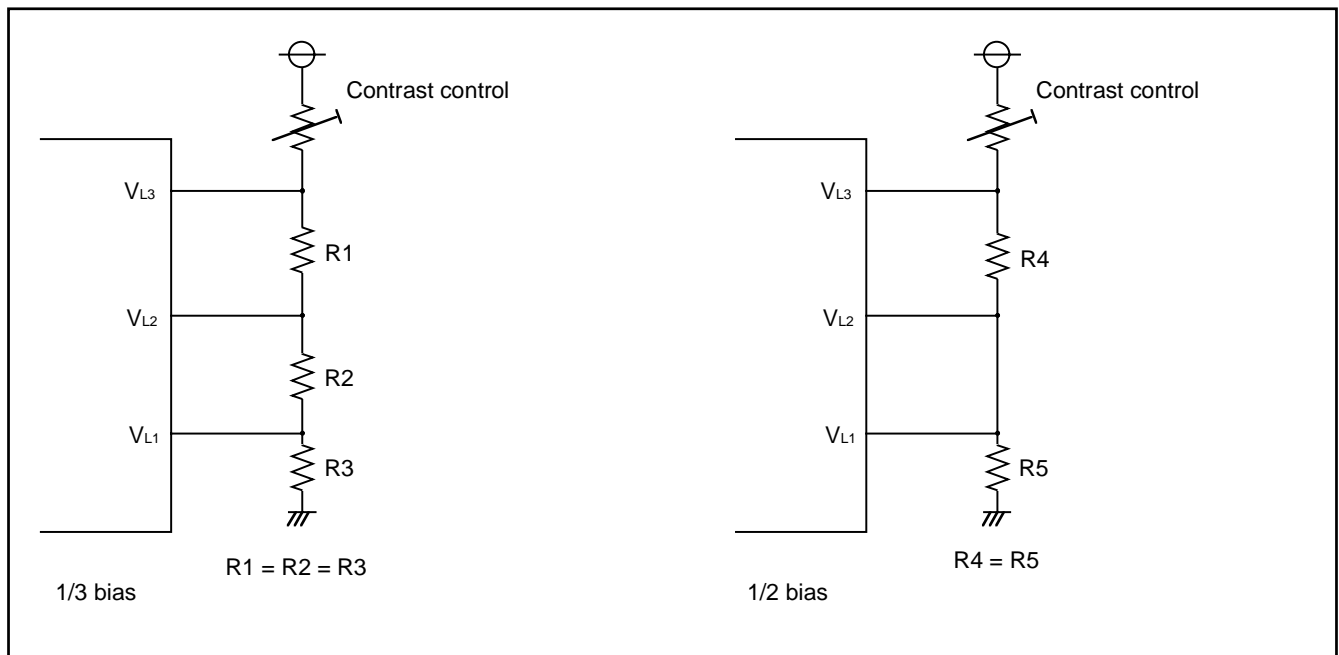 Contrast control
VL3
R1
VL2
R2
VL1
R3
R1 = R2 = R3
1/3 bias
Contrast control
VL3
R4
VL2
VL1
R5
R4 = R5
1/2 bias